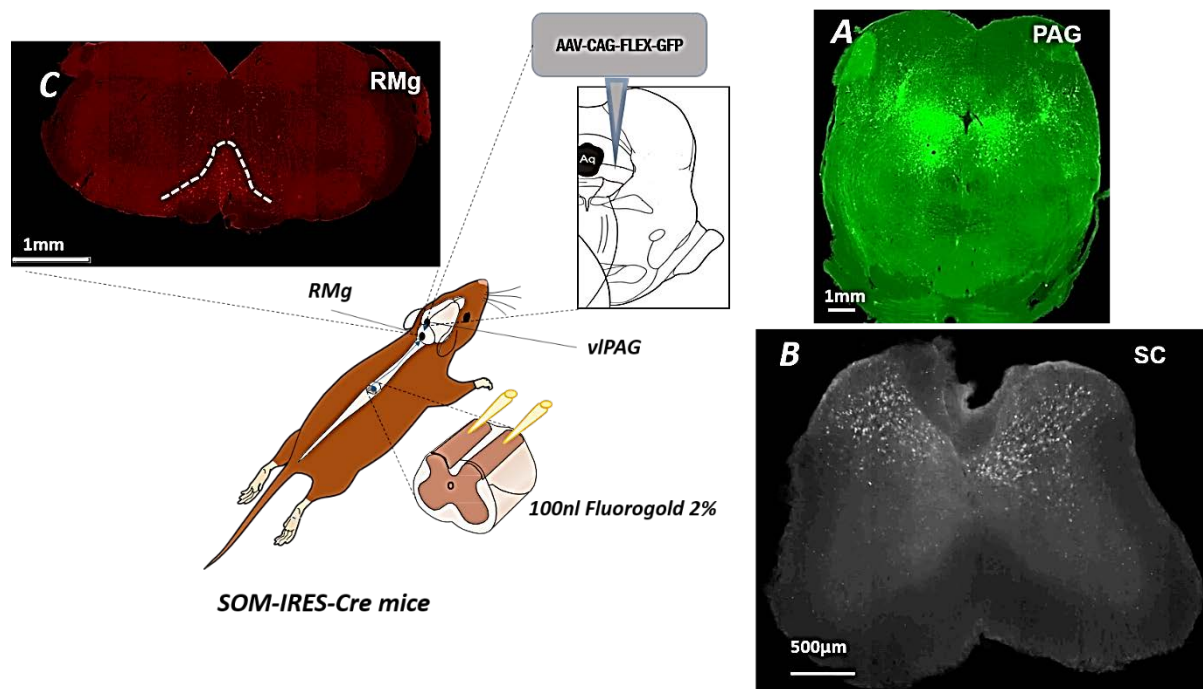 AAV-CAG-FLEX-GFP
C
RMg
1mm
Aq
A
PAG
1mm
RMg
vlPAG
B
SC
500µm
100nl Fluorogold 2%
SOM-IRES-Cre mice